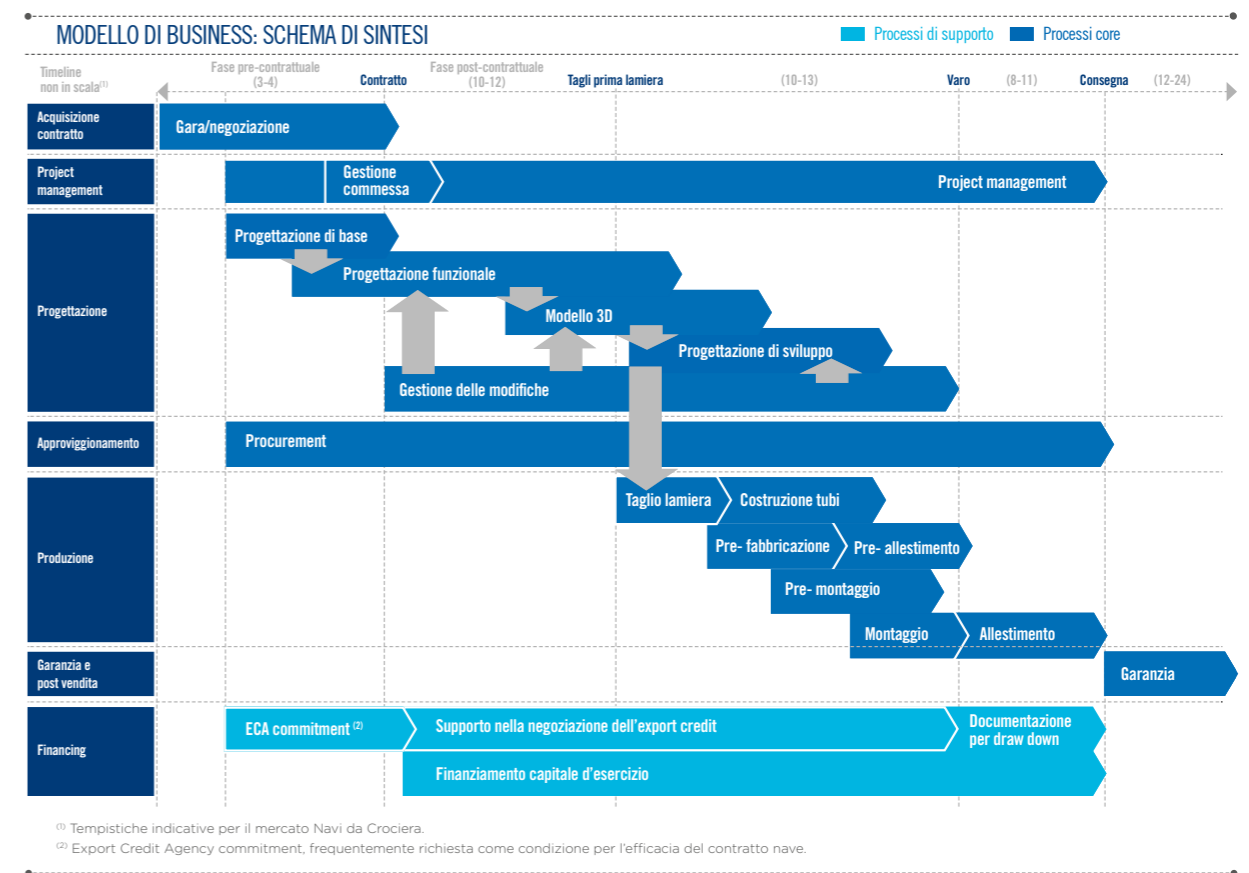 MODELLO DI BUSINESS: SCHEMA DI SINTESI
Processi di supporto
Processi core
Timeline
non in scala(1)
Fase pre-contrattuale
(3-4)
Contratto
Fase post-contrattuale
(10-12)
Tagli prima lamiera
(10-13)
Varo
(8-11)
Consegna
(12-24)
Acquisizione
contratto
Gara/negoziazione
Project
management
Gestione
commessa
Project management
Progettazione
Progettazione di base
Progettazione funzionale
Modello 3D
Progettazione di sviluppo
Gestione delle modifiche
Approviggionamento
Procurement
Produzione
Taglio lamiera
Costruzione tubi
Pre- fabbricazione
Pre- allestimento
Pre- montaggio
Montaggio
Allestimento
Garanzia e
post vendita
Garanzia
Financing
ECA commitment (2)
Supporto nella negoziazione dell'export credit
Documentazione
per draw down
Finanziamento capitale d'esercizio
(1) Tempistiche indicative per il mercato Navi da Crociera.
(2) Export Credit Agency commitment, frequentemente richiesta come condizione per l'efficacia del contratto nave.